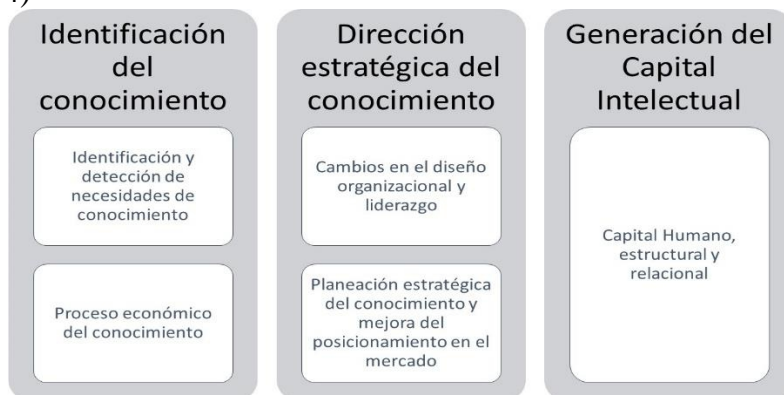 Identificación
del
conocimiento
Identificación y
detección de
necesidades de
conocimiento
Proceso económico
del conocimiento
Dirección
estratégica del
conocimiento
Cambios en el diseño
organizacional y
liderazgo
Planeación estratégica
del conocimiento y
mejora del
posicionamiento en el
mercado
Generación del
Capital
Intelectual
Capital Humano,
estructural y
relacional